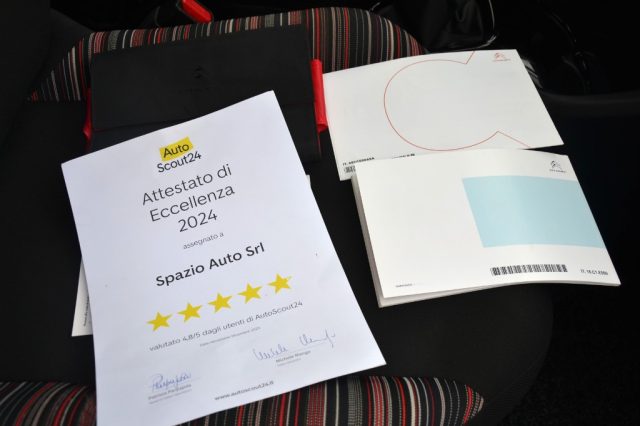 Auto
Scout24
Attestato di
Eccellenza
2024
assegnato a
Spazio Auto Srl
valutato 4,8/5 dagli utenti di AutoScout24
www.autoscout24.it